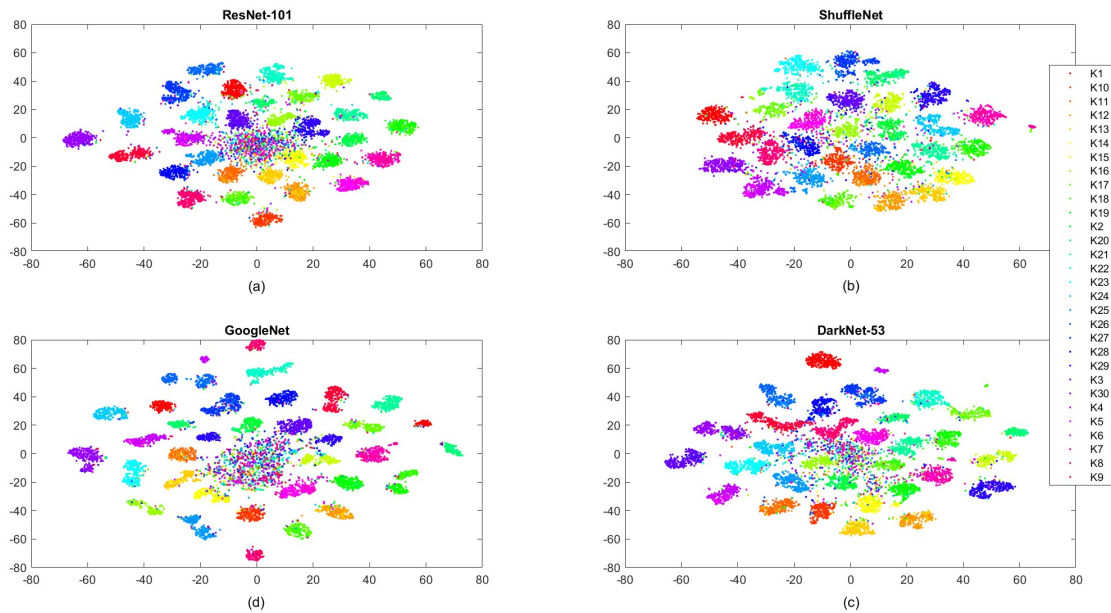 ResNet-101
80
60
40
20
0
-20
-40
-60
-80
-80 -60 -40 -20 0 20 40 60 80
(a)
ShuffleNet
80
60
40
20
0
-20
-40
-60
-80
-80 -60 -40 -20 0 20 40 60 80
(b)
K1
K10
K11
K12
K13
K14
K15
K16
K17
K18
K19
K2
K20
K21
K22
K23
K24
K25
K26
K27
K28
K29
K3
K30
K4
K5
K6
K7
K8
K9
GoogleNet
80
60
40
20
0
-20
-40
-60
-80
-80 -60 -40 -20 0 20 40 60 80
(d)
DarkNet-53
80
60
40
20
0
-20
-40
-60
-80
-80 -60 -40 -20 0 20 40 60 80
(c)